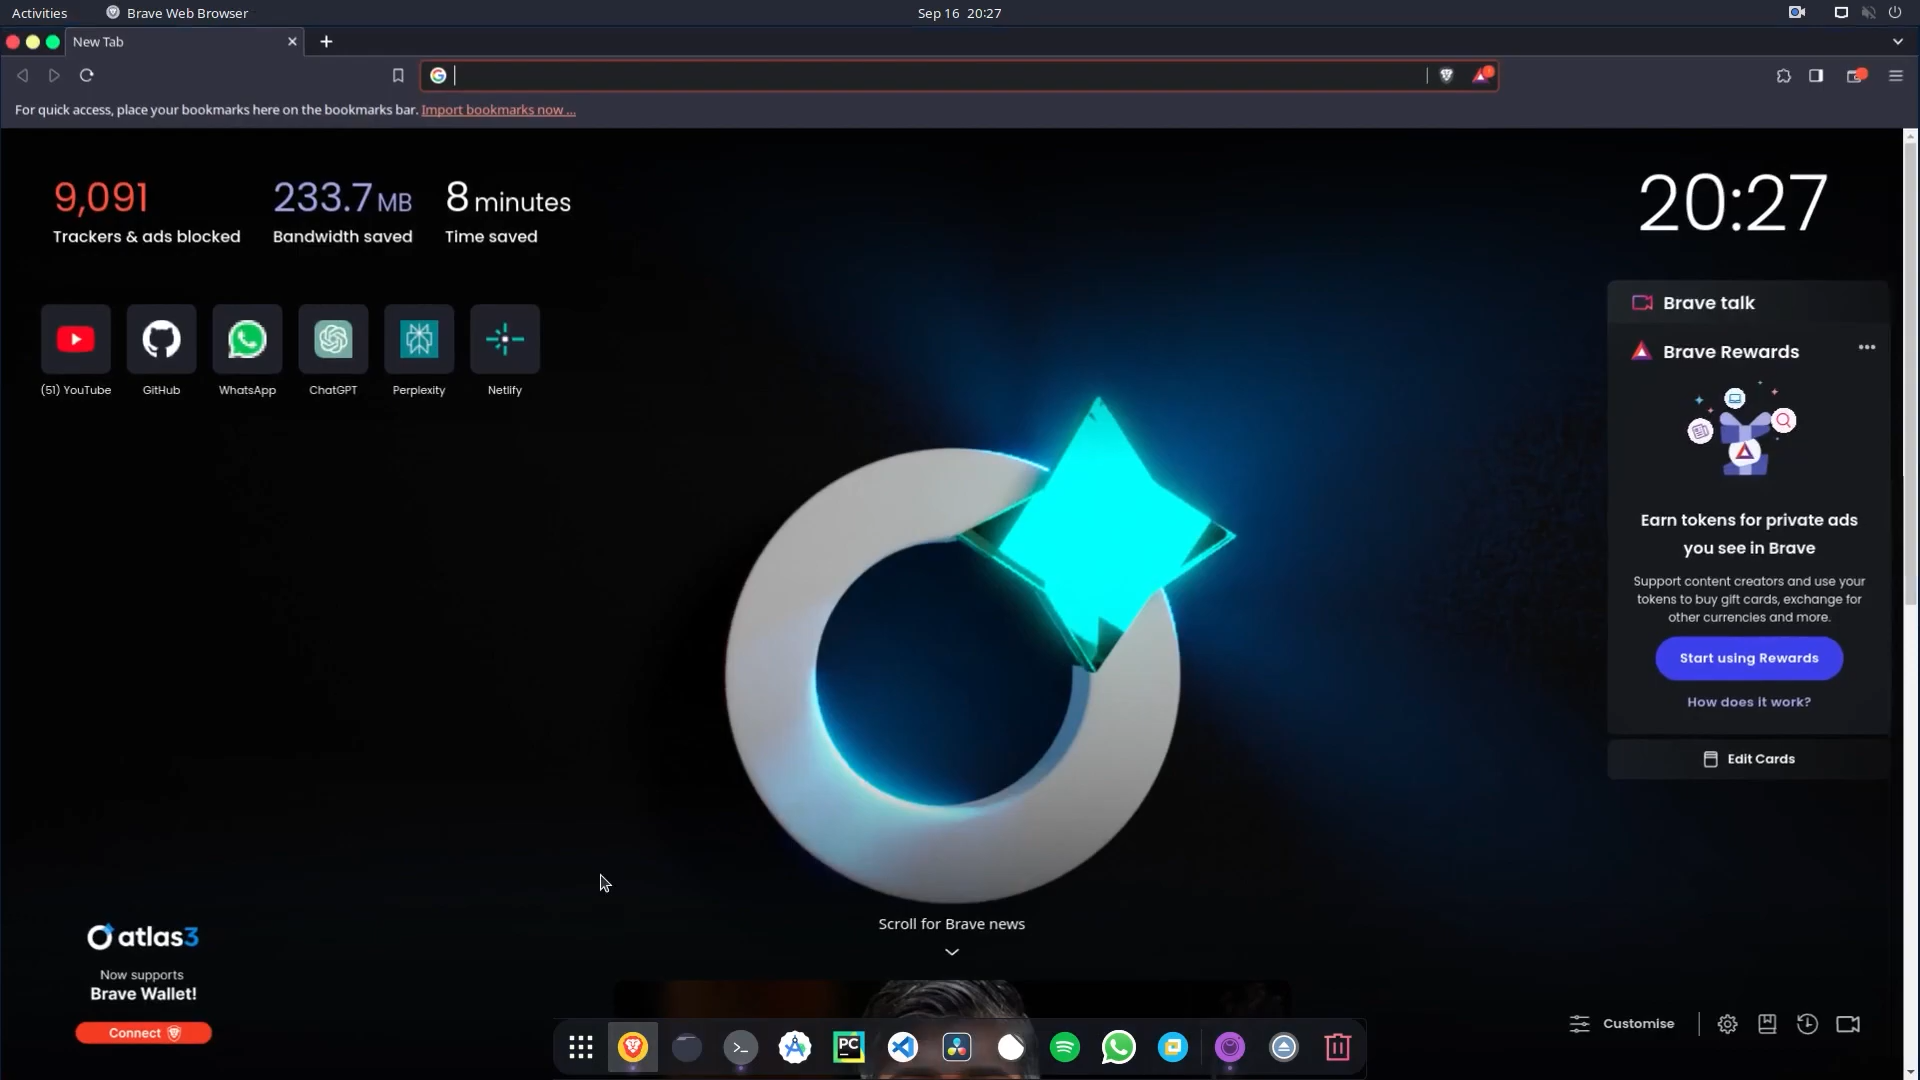 Activities
Brave Web Browser
Sep 16 20:27
New Tab
For quick access, place your bookmarks here on the bookmarks bar. Import bookmarks now ...
9,091
Trackers & ads blocked
233.7 MB
Bandwidth saved
8 minutes
Time saved
20:27
(51) YouTube
GitHub
WhatsApp
ChatGPT
Perplexity
Netlify
Brave talk
Brave Rewards
Earn tokens for private ads
you see in Brave
Support content creators and use your
tokens to buy gift cards, exchange for
other currencies and more.
Start using Rewards
How does it work?
Edit Cards
Scroll for Brave news
atlas3
Now supports
Brave Wallet!
Connect
Customise
PC